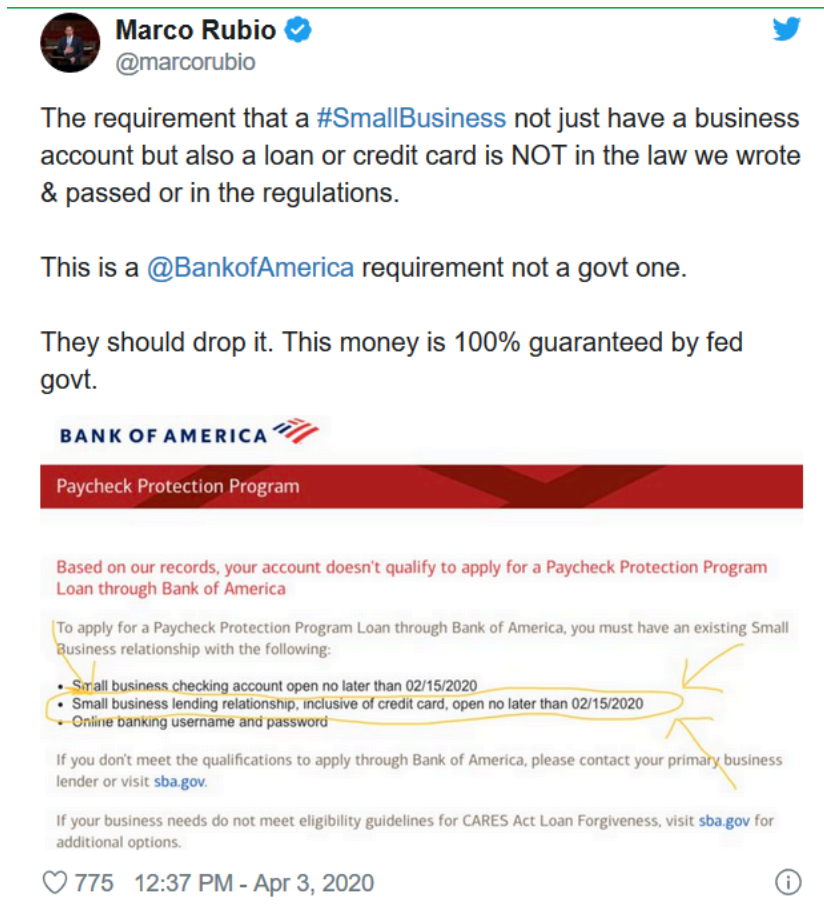 Marco Rubio
@marcorubio
The requirement that a #SmallBusiness not just have a business
account but also a loan or credit card is NOT in the law we wrote
& passed or in the regulations.
This is a @BankofAmerica requirement not a govt one.
They should drop it. This money is 100% guaranteed by fed
govt.
BANK OF AMERICA
Paycheck Protection Program
Based on our records, your account doesn't qualify to apply for a Paycheck Protection Program
Loan through Bank of America
To apply for a Paycheck Protection Program Loan through Bank of America, you must have an existing Small
Business relationship with the following:
• Small business checking account open no later than 02/15/2020
• Small business lending relationship, inclusive of credit card, open no later than 02/15/2020
• Online banking username and password
If you don't meet the qualifications to apply through Bank of America, please contact your primary business
lender or visit sba.gov.
If your business needs do not meet eligibility guidelines for CARES Act Loan Forgiveness, visit sba.gov for
additional options.
775 12:37 PM - Apr 3, 2020